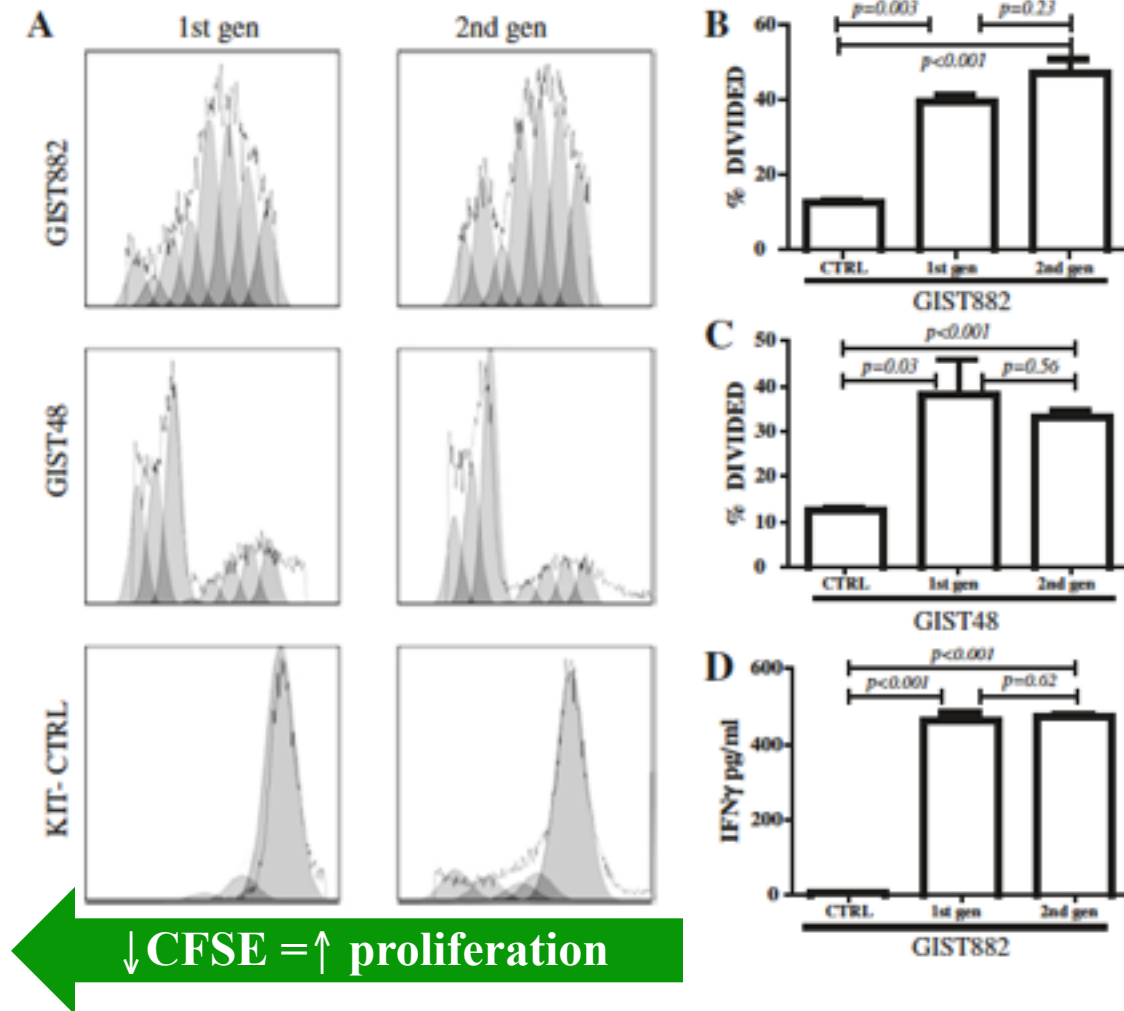 A
1st gen
2nd gen
GIST882
GIST48
KIT- CTRL
↓CFSE =↑ proliferation
B
p=0.003
p=0.23
p<0.001
60
40
20
0
% DIVIDED
CTRL
1st gen
2nd gen
GIST882
C
p<0.001
p=0.03
p=0.56
50
40
30
20
10
0
% DIVIDED
CTRL
1st gen
2nd gen
GIST48
D
p<0.001
p<0.001
p=0.62
600
400
200
0
IFNγ pg/ml
CTRL
1st gen
2nd gen
GIST882